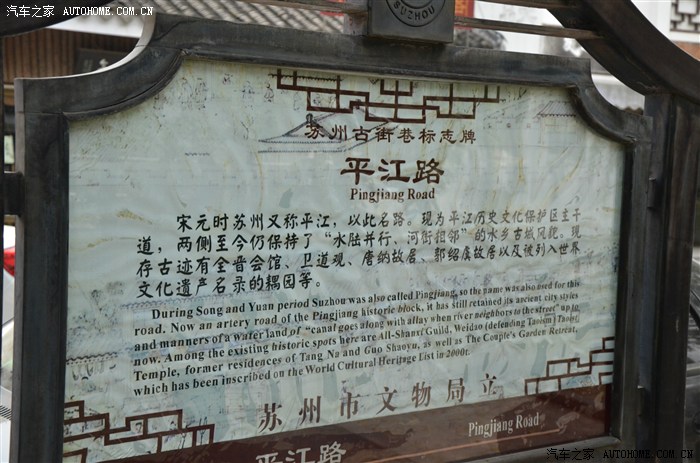 汽车之家 AUTOHOME.COM.CN
SUZHOU
苏州古街巷标志牌
平江路
Pingjiang Road
宋元时苏州又称平江，以此名路。现为平江历史文化保护区主干
道，两侧至今仍保持了“水陆并行、河街相邻”的水乡古城风貌。现
存古迹有全晋会馆、卫道观、唐纳故居、郭绍虞故居以及被列入世界
文化遗产名录的耦园等。
During Song and Yuan period Suzhou was also called Pingjiang, so the name was also used for this
road. Now an artery road of the Pingjiang historic block, it has still retained its ancient city styles
and manners of a water land of “canal goes along with allay when river neighbors to the street” up to
now. Among the existing historic spots here are All-Shanxi Guild, Weidao (defending Taoism) Taoist
Temple, former residences of Tang Na and Guo Shaoyu, as well as The Couple's Garden Retreat,
which has been inscribed on the World Cultural Heritage List in 2000.
苏州市文物局立
平江路
Pingjiang Road
汽车之家 AUTOHOME.COM.CN